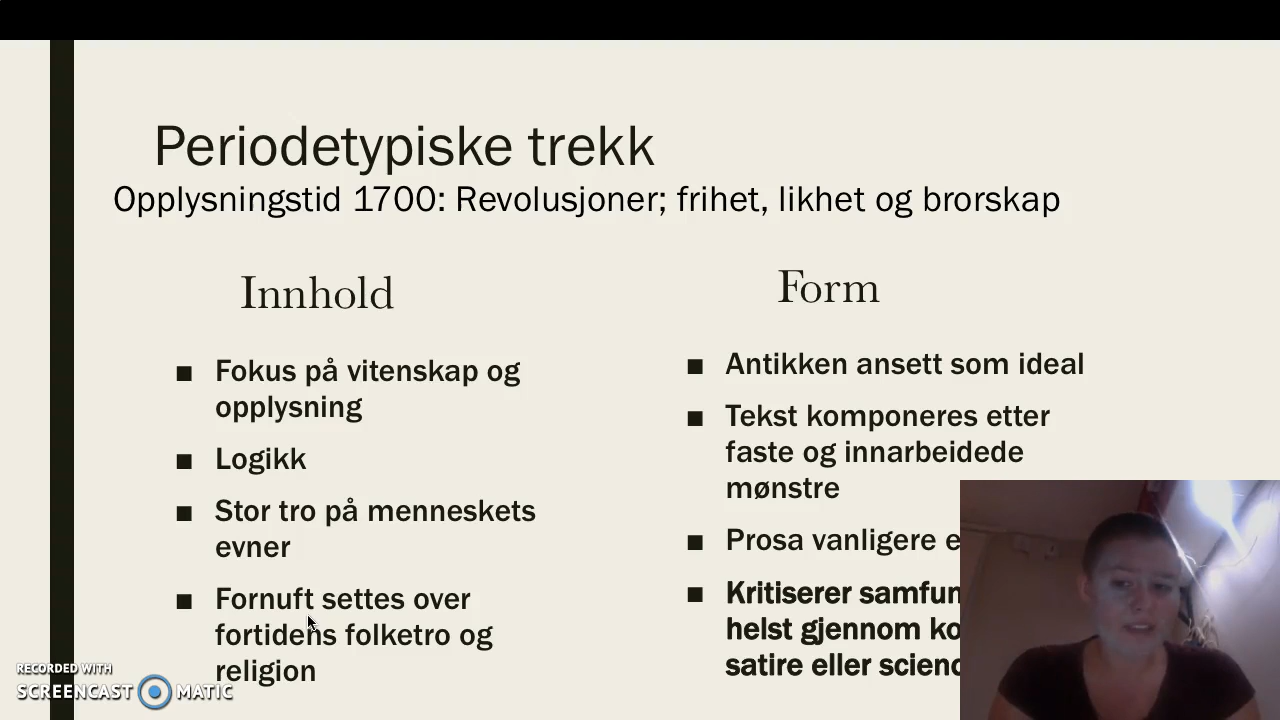 Periodetypiske trekk
Opplysningstid 1700: Revolusjoner; frihet, likhet og brorskap
Innhold
■ Fokus på vitenskap og
opplysning
■ Logikk
■ Stor tro på menneskets
evner
■ Fornuft settes over
fortidens folketro og
religion
Form
■ Antikken ansett som ideal
■ Tekst komponeres etter
faste og innarbeidede
mønstre
■ Prosa vanligere
■ Kritiserer
helst gjennom
satire eller
RECORDED WITH
SCREENCAST MATIC